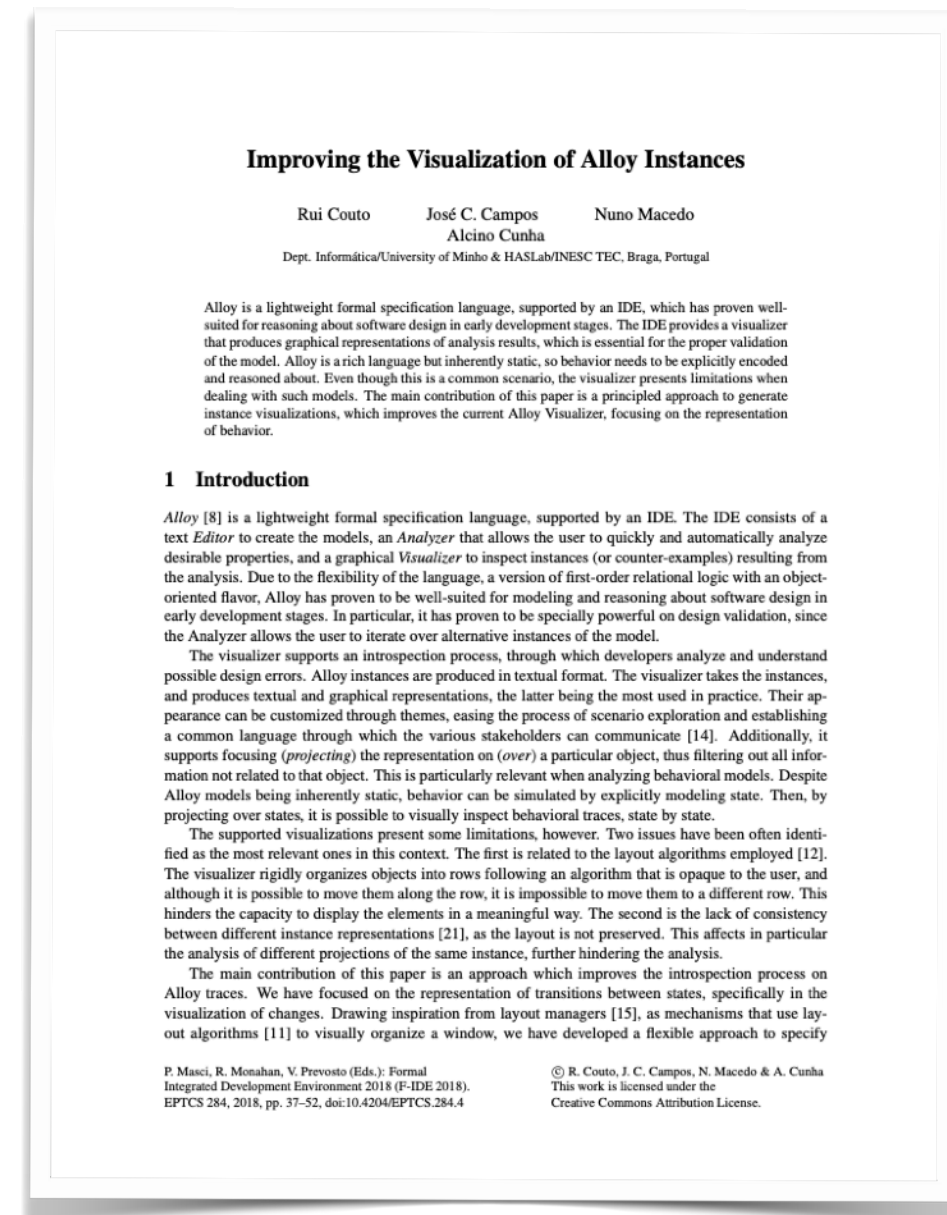 Improving the Visualization of Alloy Instances
Rui Couto José C. Campos Nuno Macedo
Alcino Cunha
Dept. Informática/University of Minho & HASLab/INESC TEC, Braga, Portugal
Alloy is a lightweight formal specification language, supported by an IDE, which has proven well-
suited for reasoning about software design in early development stages. The IDE provides a visualizer
that produces graphical representations of analysis results, which is essential for the proper validation
of the model. Alloy is a rich language but inherently static, so behavior needs to be explicitly encoded
and reasoned about. Even though this is a common scenario, the visualizer presents limitations when
dealing with such models. The main contribution of this paper is a principled approach to generate
instance visualizations, which improves the current Alloy Visualizer, focusing on the representation
of behavior.
1 Introduction
Alloy [8] is a lightweight formal specification language, supported by an IDE. The IDE consists of a
text Editor to create the models, an Analyzer that allows the user to quickly and automatically analyze
desirable properties, and a graphical Visualizer to inspect instances (or counter-examples) resulting from
the analysis. Due to the flexibility of the language, a version of first-order relational logic with an object-
oriented flavor, Alloy has proven to be well-suited for modeling and reasoning about software design in
early development stages. In particular, it has proven to be specially powerful on design validation, since
the Analyzer allows the user to iterate over alternative instances of the model.
The visualizer supports an introspection process, through which developers analyze and understand
possible design errors. Alloy instances are produced in textual format. The visualizer takes the instances,
and produces textual and graphical representations, the latter being the most used in practice. Their ap-
pearance can be customized through themes, easing the process of scenario exploration and establishing
a common language through which the various stakeholders can communicate [14]. Additionally, it
supports focusing (projecting) the representation on (over) a particular object, thus filtering out all infor-
mation not related to that object. This is particularly relevant when analyzing behavioral models. Despite
Alloy models being inherently static, behavior can be simulated by explicitly modeling state. Then, by
projecting over states, it is possible to visually inspect behavioral traces, state by state.
The supported visualizations present some limitations, however. Two issues have been often identi-
fied as the most relevant ones in this context. The first is related to the layout algorithms employed [12].
The visualizer rigidly organizes objects into rows following an algorithm that is opaque to the user, and
although it is possible to move them along the row, it is impossible to move them to a different row. This
hinders the capacity to display the elements in a meaningful way. The second is the lack of consistency
between different instance representations [21], as the layout is not preserved. This affects in particular
the analysis of different projections of the same instance, further hindering the analysis.
The main contribution of this paper is an approach which improves the introspection process on
Alloy traces. We have focused on the representation of transitions between states, specifically in the
visualization of changes. Drawing inspiration from layout managers [15], as mechanisms that use lay-
out algorithms [11] to visually organize a window, we have developed a flexible approach to specify
P. Masci, R. Monahan, V. Prevosto (Eds.): Formal
Integrated Development Environment 2018 (F-IDE 2018).
EPTCS 284, 2018, pp. 37–52, doi:10.4204/EPTCS.284.4
© R. Couto, J. C. Campos, N. Macedo & A. Cunha
This work is licensed under the
Creative Commons Attribution License.